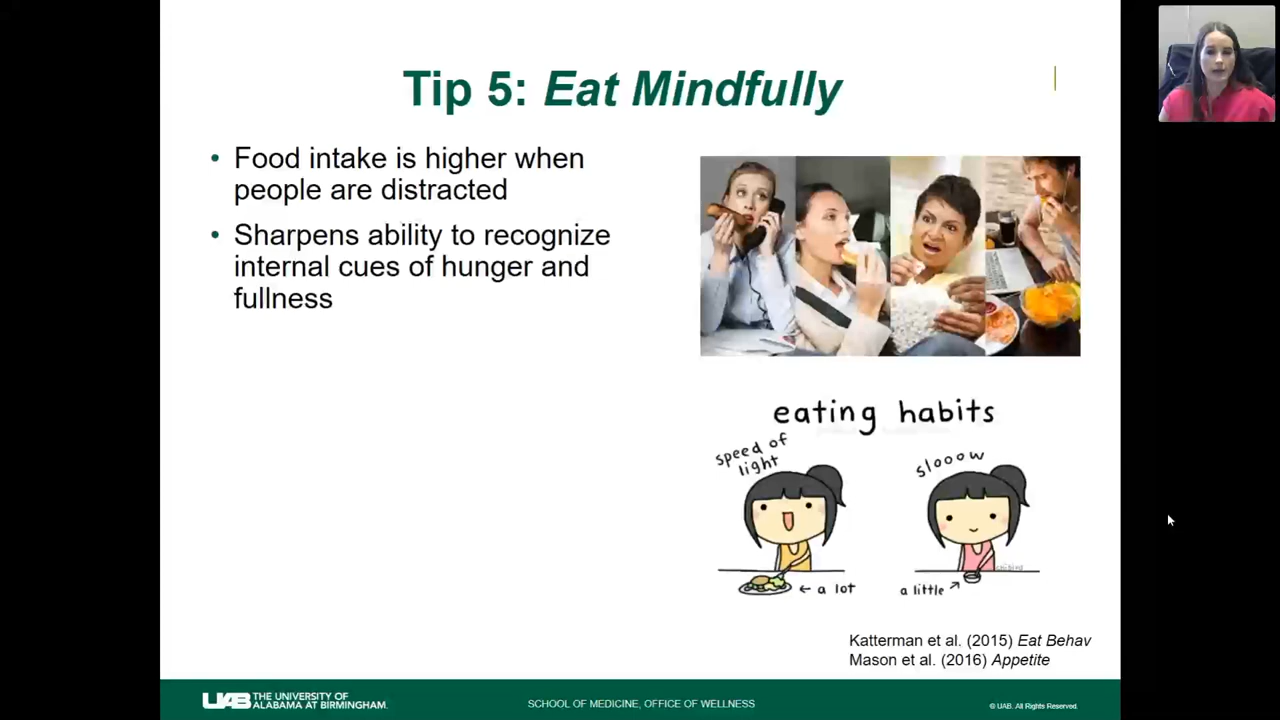 Tip 5: Eat Mindfully
• Food intake is higher when
people are distracted
• Sharpens ability to recognize
internal cues of hunger and
fullness
eating habits
speed of
light
slooow
← a lot
a little
Katterman et al. (2015) Eat Behav
Mason et al. (2016) Appetite
UAB THE UNIVERSITY OF
ALABAMA AT BIRMINGHAM.
SCHOOL OF MEDICINE, OFFICE OF WELLNESS
© UAB. All Rights Reserved.